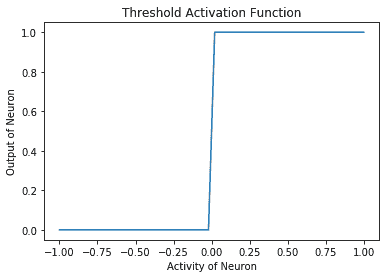 Threshold Activation Function
Output of Neuron
1.0
0.8
0.6
0.4
0.2
0.0
−1.00 −0.75 −0.50 −0.25 0.00 0.25 0.50 0.75 1.00
Activity of Neuron